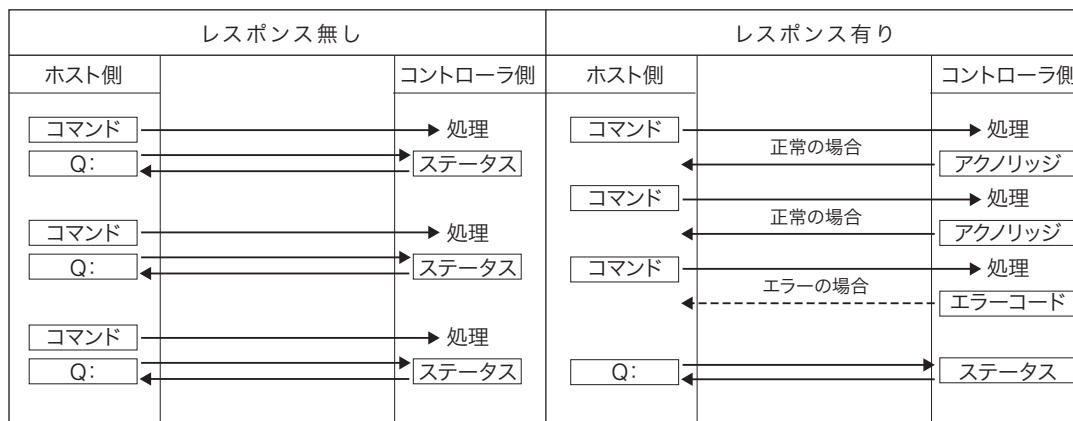 レスポンス無し
ホスト側 コントローラ側
コマンド 処理
Q： ステータス
コマンド 処理
Q： ステータス
コマンド 処理
Q： ステータス
レスポンス有り
ホスト側 コントローラ側
コマンド 処理
正常の場合
アクノリッジ
コマンド 処理
正常の場合
アクノリッジ
コマンド 処理
エラーの場合
エラーコード
Q： ステータス